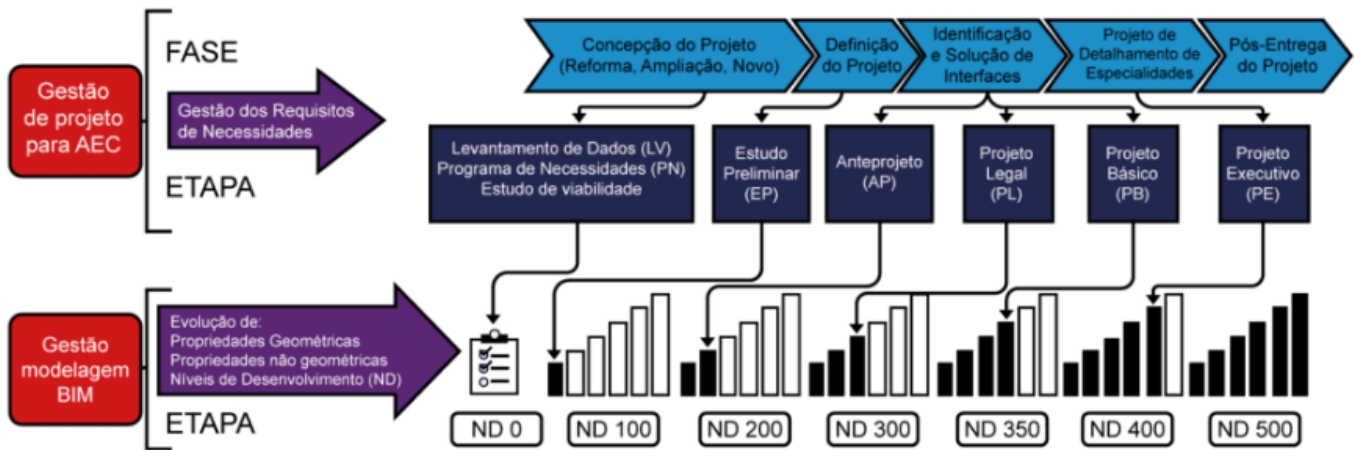 Gestão
de projeto
para AEC
FASE
Gestão dos Requisitos
de Necessidades
ETAPA
Concepção do Projeto
(Reforma, Ampliação, Novo)
Definição
do Projeto
Identificação
e Solução de
Interfaces
Projeto de
Detalhamento de
Especialidades
Pós-Entrega
do Projeto
Levantamento de Dados (LV)
Programa de Necessidades (PN)
Estudo de viabilidade
Estudo
Preliminar
(EP)
Anteprojeto
(AP)
Projeto
Legal
(PL)
Projeto
Básico
(PB)
Projeto
Executivo
(PE)
Gestão
modelagem
BIM
Evolução de:
Propriedades Geométricas
Propriedades não geométricas
Níveis de Desenvolvimento (ND)
ETAPA
ND 0
ND 100
ND 200
ND 300
ND 350
ND 400
ND 500